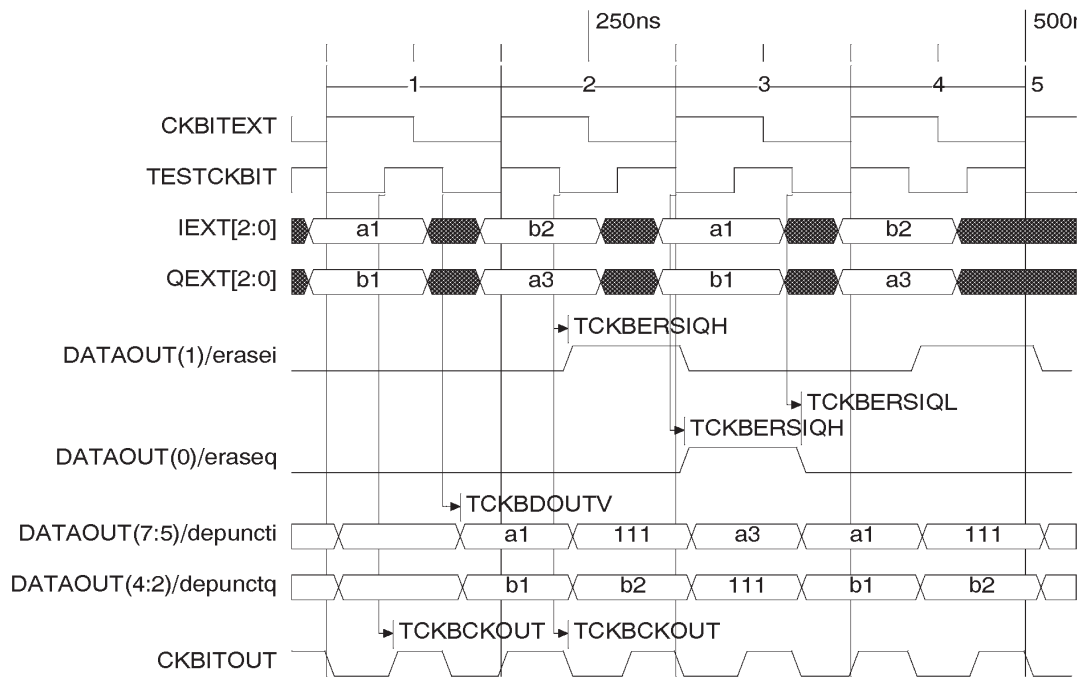 250ns 500n
1 2 3 4 5
CKBITEXT
TESTCKBIT
IEXT[2:0] a1 b2 a1 b2
QEXT[2:0] b1 a3 b1 a3
TCKBERSIQH
DATAOUT(1)/erasei
TCKBERSIQL
TCKBERSIQH
DATAOUT(0)/eraseq
TCKBDOUTV
DATAOUT(7:5)/depuncti a1 111 a3 a1 111
DATAOUT(4:2)/depunctq b1 b2 111 b1 b2
TCKBCKOUT TCKBCKOUT
CKBITOUT